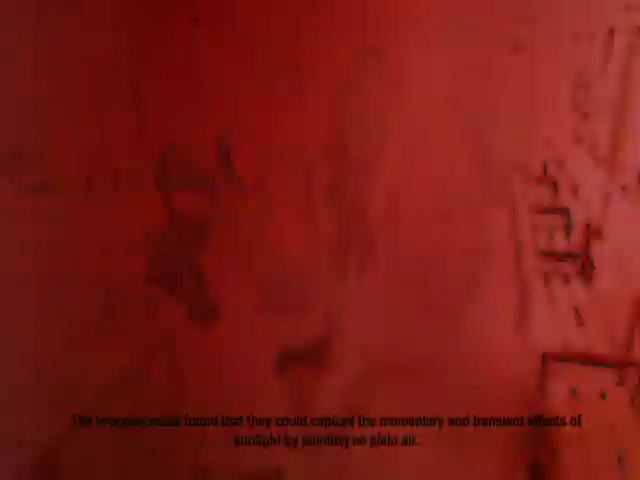 The Impressionists found that they could capture the momentary and transient effects of
sunlight by painting en plein air.